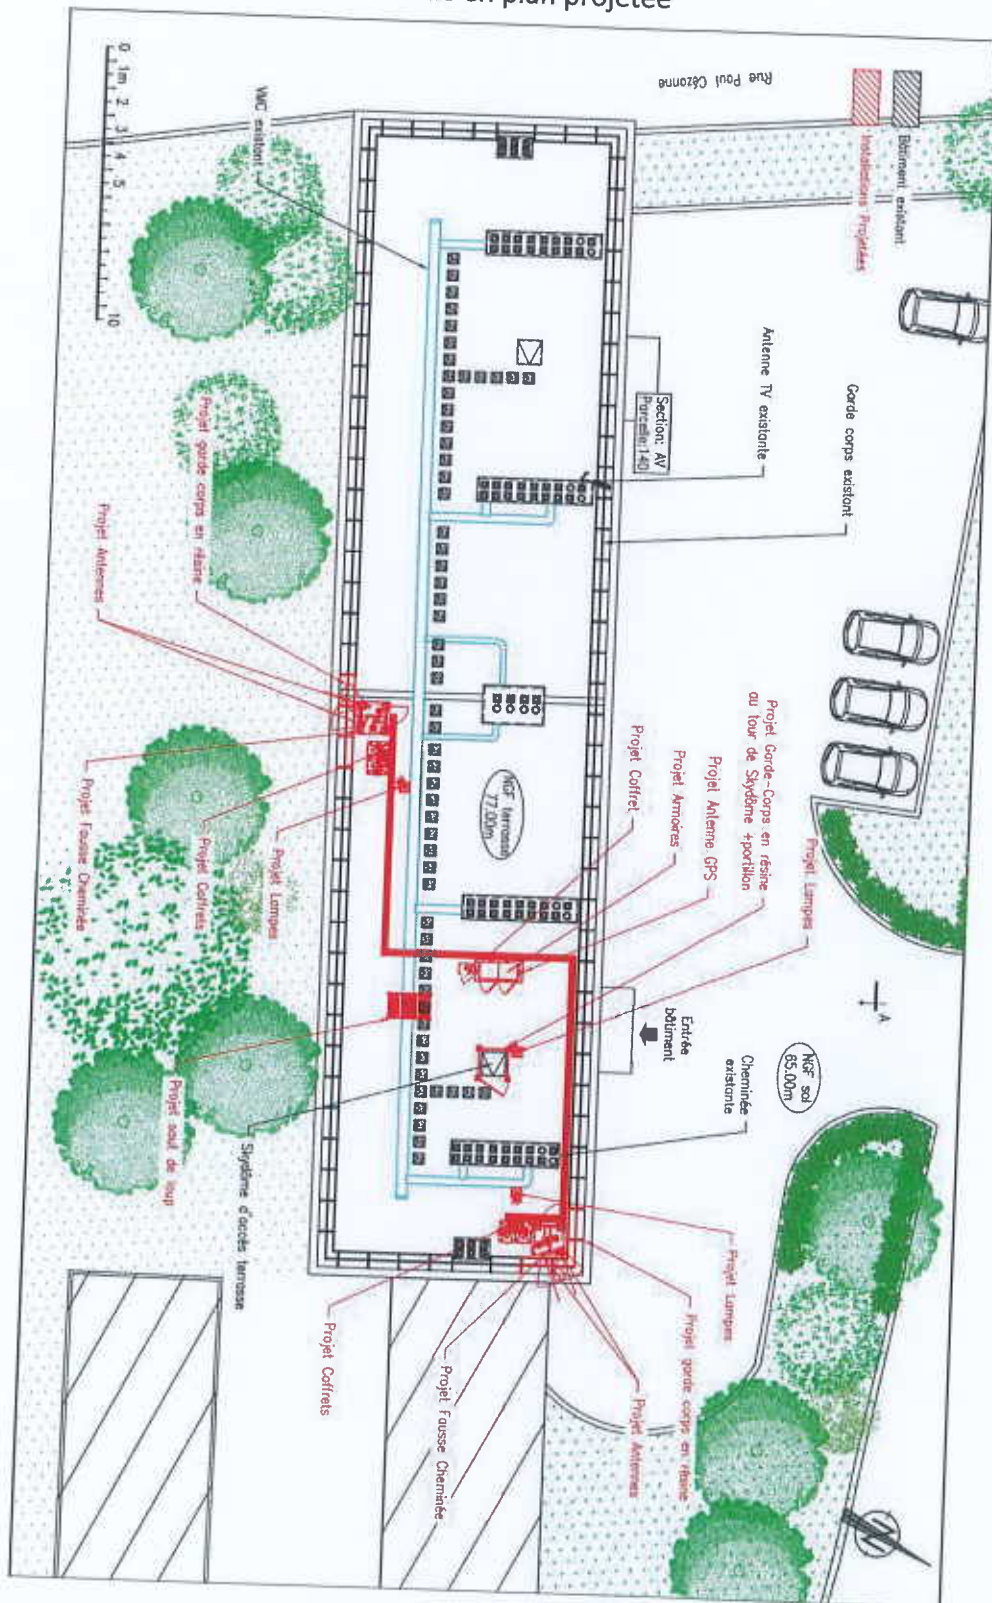 en plan projetée
Rue Paul Cézanne
Bâtiment existant
Installations Projetées
0 1m 2 3 4 5 10
VMC existant
Antenne TV existante
Garde corps existant
Section: AV
Parcelle: 140
Projet garde corps en résine
Projet Antennes
Projet Fausse Cheminée
Projet Coffrets
Projet Lampes
NGF terrasse
77.00m
Projet Coffret
Projet Armoires
Projet Antenne GPS
Projet Garde-Corps en résine
au tour de Skydôme +portillon
Projet Lampes
A
Entrée
bâtiment
NGF sol
65.00m
Cheminée
existante
Projet saut de loup
Skydôme d'accès terrasse
Projet Lampes
Projet garde corps en résine
Projet Antennes
Projet Fausse Cheminée
Projet Coffrets
N